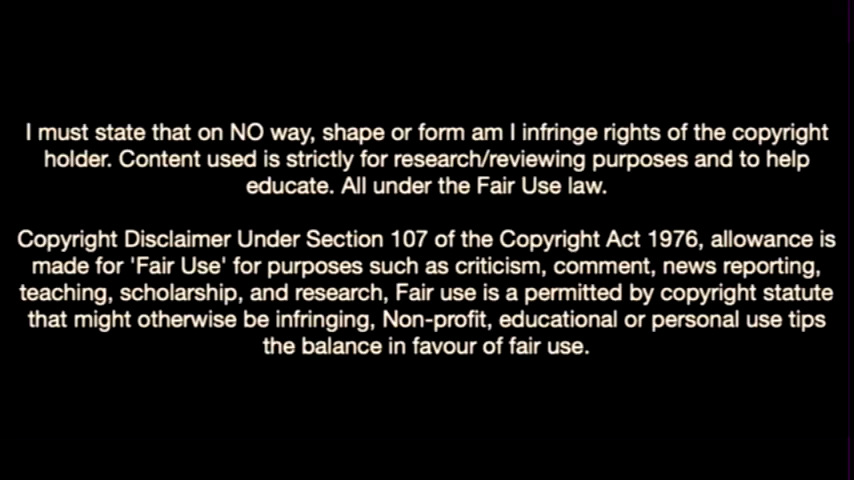 I must state that on NO way, shape or form am I infringe rights of the copyright
holder. Content used is strictly for research/reviewing purposes and to help
educate. All under the Fair Use law.
Copyright Disclaimer Under Section 107 of the Copyright Act 1976, allowance is
made for 'Fair Use' for purposes such as criticism, comment, news reporting,
teaching, scholarship, and research, Fair use is a permitted by copyright statute
that might otherwise be infringing, Non-profit, educational or personal use tips
the balance in favour of fair use.